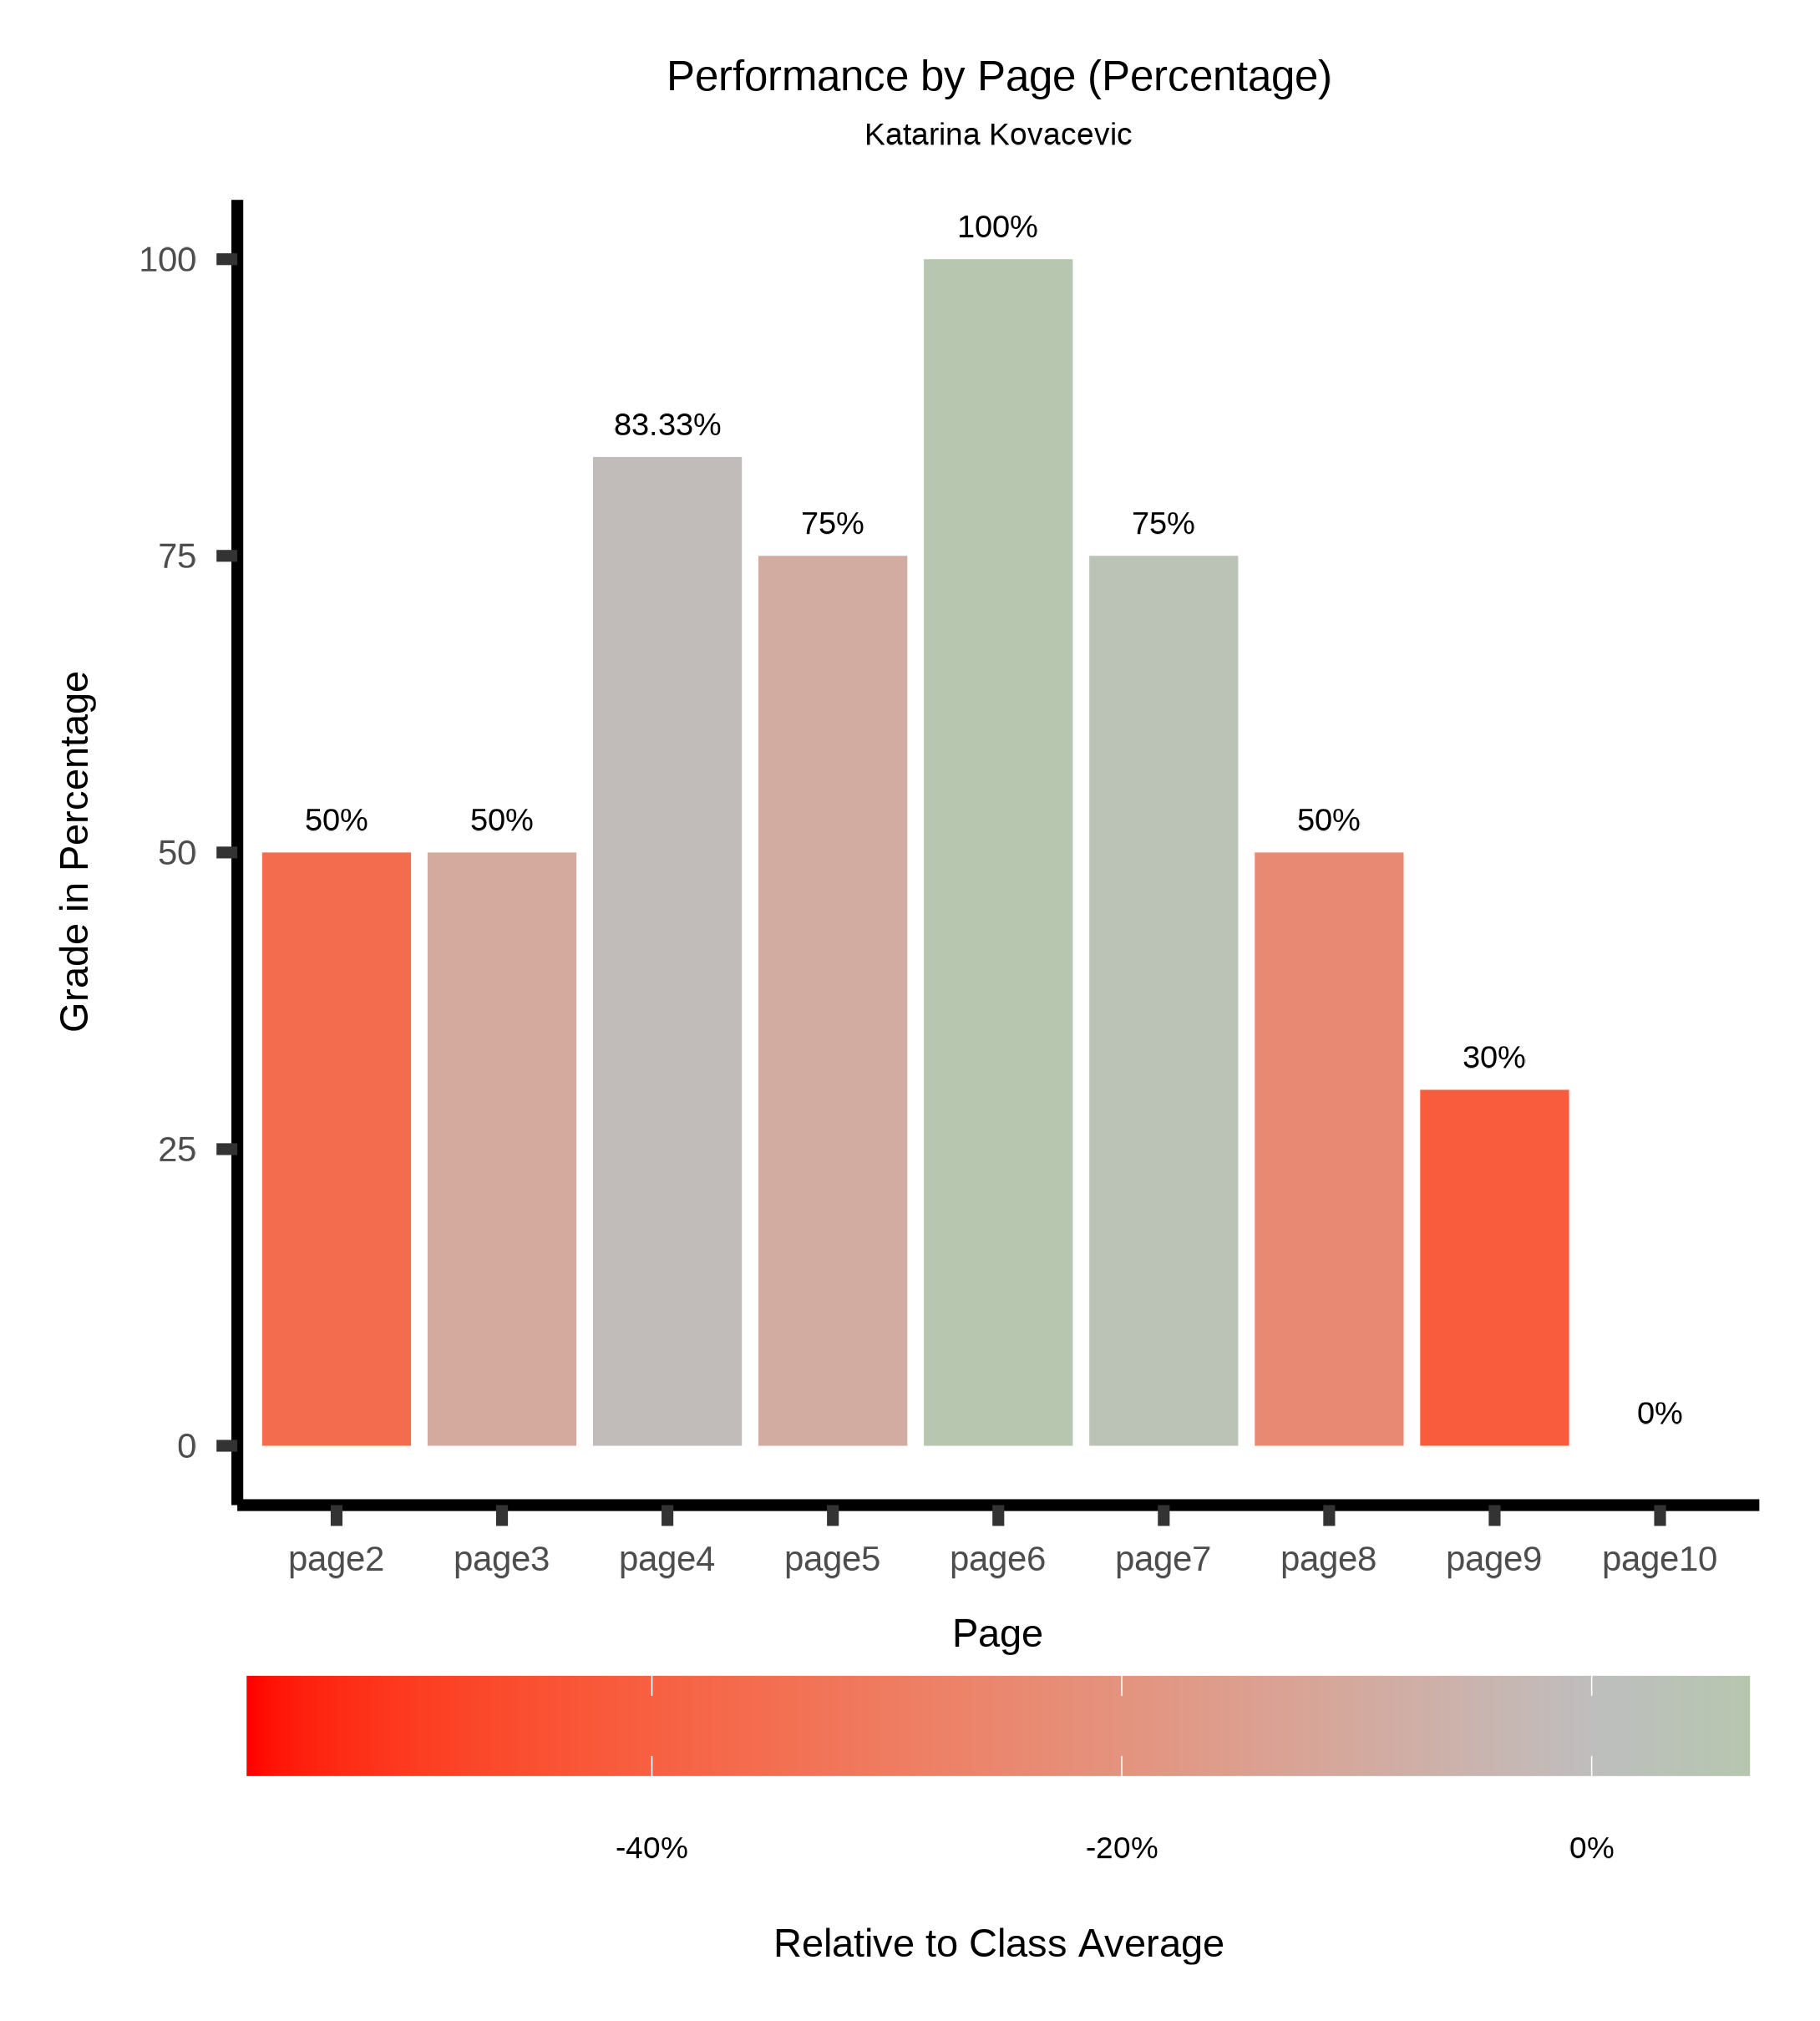 Performance by Page (Percentage)
Katarina Kovacevic
Grade in Percentage
100
75
50
25
0
50%
50%
83.33%
75%
100%
75%
50%
30%
0%
page2 page3 page4 page5 page6 page7 page8 page9 page10
Page
-40% -20% 0%
Relative to Class Average